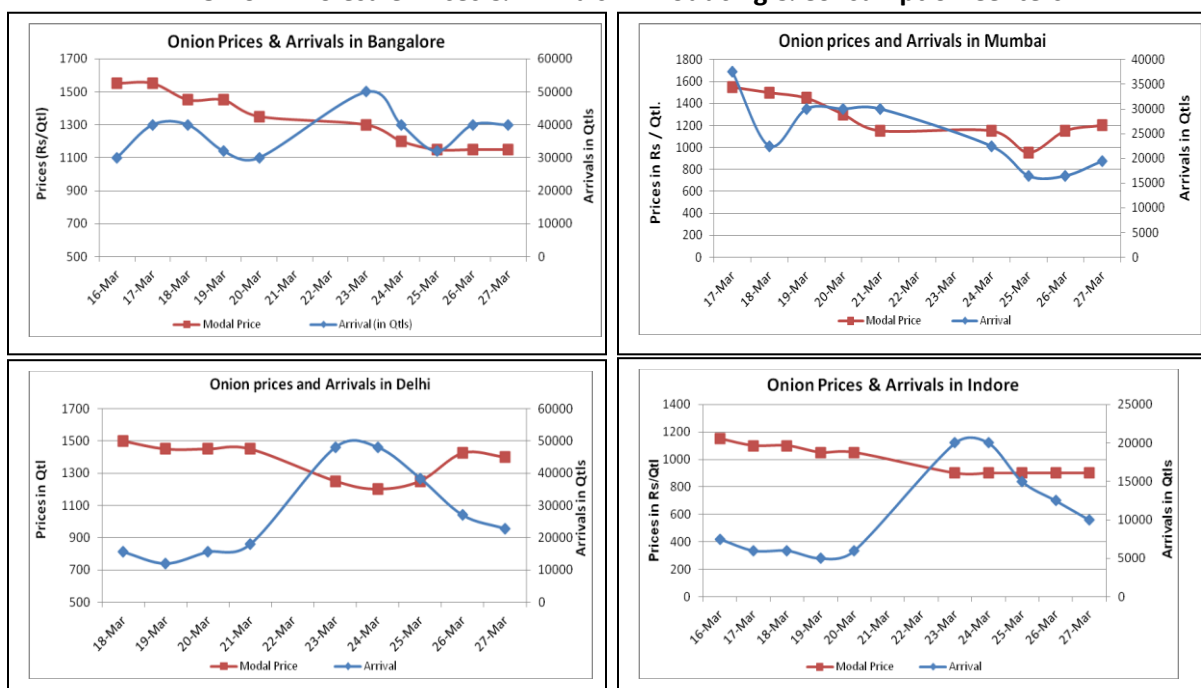 Onion Prices & Arrivals in Bangalore
Prices (Rs/Qtl)
1700
1500
1300
1100
900
700
500
60000
50000
40000
30000
20000
10000
0
Arrivals in Qtls
16-Mar
17-Mar
18-Mar
19-Mar
20-Mar
21-Mar
22-Mar
23-Mar
24-Mar
25-Mar
26-Mar
27-Mar
Modal Price
Arrival (in Qtls)
Onion prices and Arrivals in Mumbai
Prices in Rs / Qtl.
1800
1600
1400
1200
1000
800
600
400
200
0
40000
35000
30000
25000
20000
15000
10000
5000
0
Arrivals in Qtls
17-Mar
18-Mar
19-Mar
20-Mar
21-Mar
22-Mar
23-Mar
24-Mar
25-Mar
26-Mar
27-Mar
Modal Price
Arrival
Onion prices and Arrivals in Delhi
Prices in Qtl
1700
1500
1300
1100
900
700
500
60000
50000
40000
30000
20000
10000
0
Arrivals in Qtls
18-Mar
19-Mar
20-Mar
21-Mar
22-Mar
23-Mar
24-Mar
25-Mar
26-Mar
27-Mar
Modal Price
Arrival
Onion Prices & Arrivals in Indore
Prices in Rs/Qtl
1400
1200
1000
800
600
400
200
0
25000
20000
15000
10000
5000
0
Arrivals in Qtls
16-Mar
17-Mar
18-Mar
19-Mar
20-Mar
21-Mar
22-Mar
23-Mar
24-Mar
25-Mar
26-Mar
27-Mar
Modal Price
Arrival